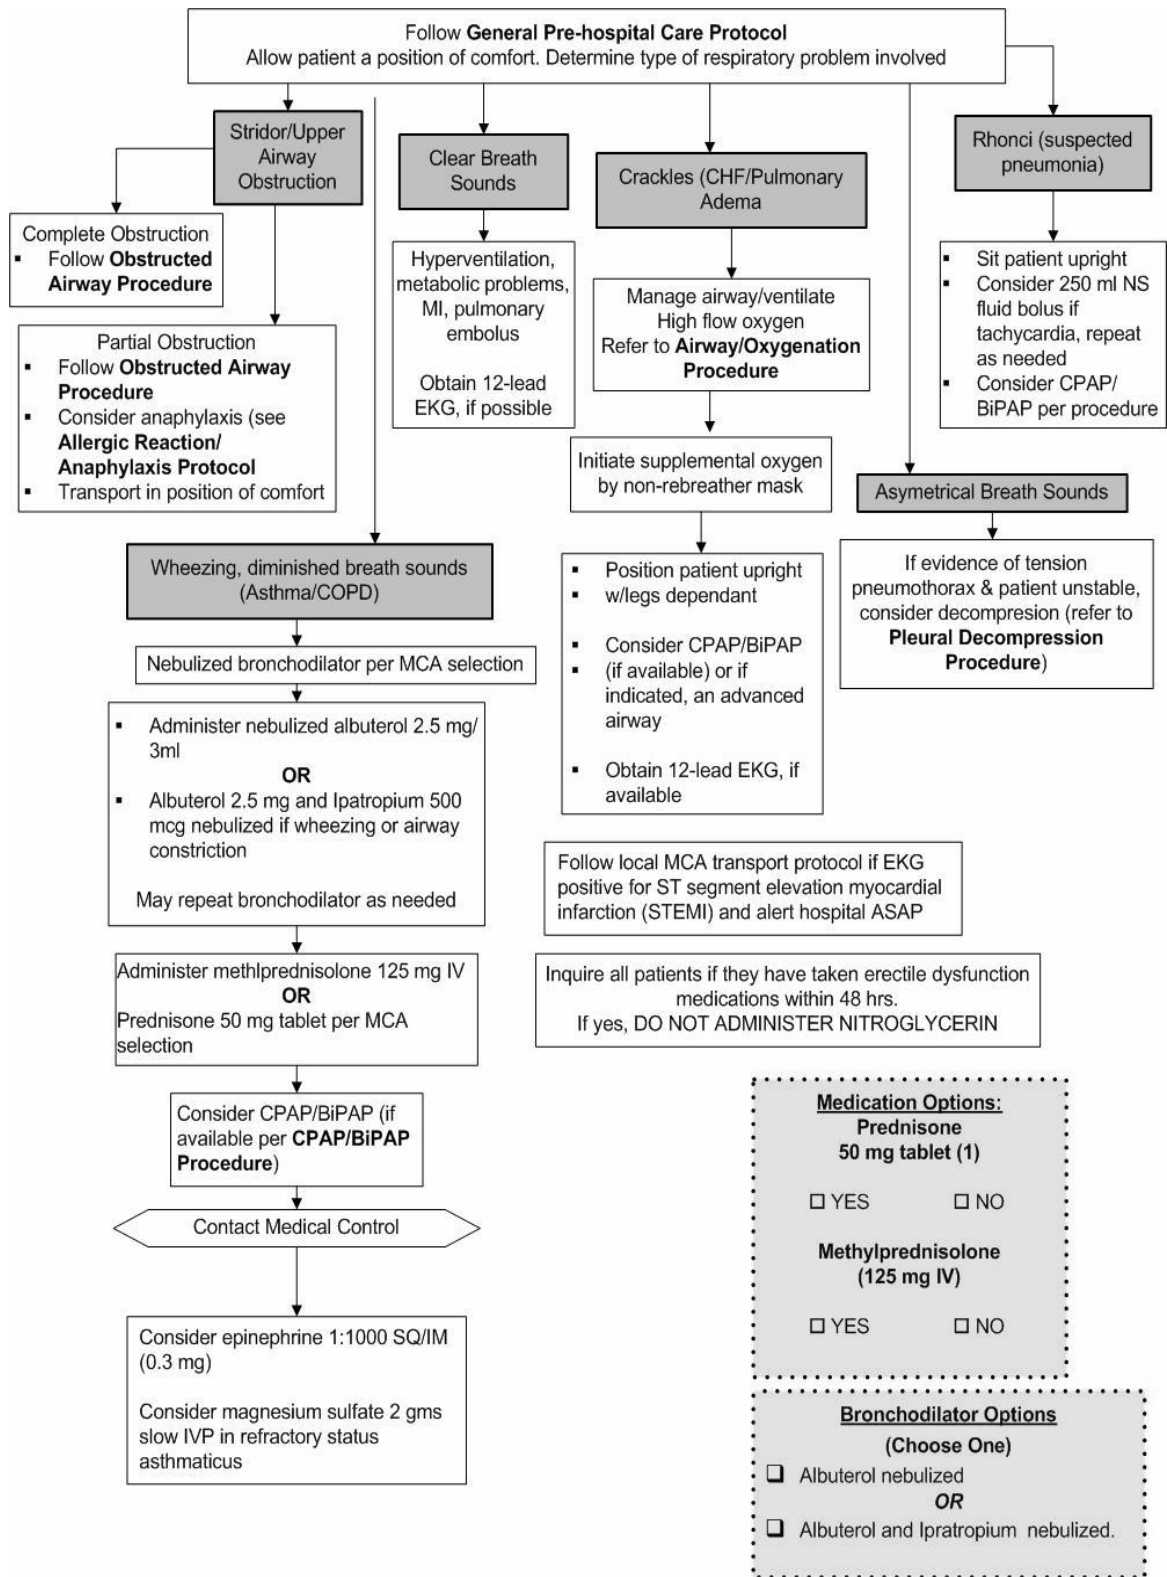 Follow General Pre-hospital Care Protocol
Allow patient a position of comfort. Determine type of respiratory problem involved
Stridor/Upper
Airway
Obstruction
Complete Obstruction
▪ Follow Obstructed
Airway Procedure
Partial Obstruction
▪ Follow Obstructed Airway
Procedure
▪ Consider anaphylaxis (see
Allergic Reaction/
Anaphylaxis Protocol
▪ Transport in position of comfort
Clear Breath
Sounds
Hyperventilation,
metabolic problems,
MI, pulmonary
embolus
Obtain 12-lead
EKG, if possible
Crackles (CHF/Pulmonary
Adema
Manage airway/ventilate
High flow oxygen
Refer to Airway/Oxygenation
Procedure
Initiate supplemental oxygen
by non-rebreather mask
▪ Position patient upright
▪ w/legs dependant
▪ Consider CPAP/BiPAP
▪ (if available) or if
indicated, an advanced
airway
▪ Obtain 12-lead EKG, if
available
Rhonci (suspected
pneumonia)
▪ Sit patient upright
▪ Consider 250 ml NS
fluid bolus if
tachycardia, repeat
as needed
▪ Consider CPAP/
BiPAP per procedure
Asymetrical Breath Sounds
If evidence of tension
pneumothorax & patient unstable,
consider decompresion (refer to
Pleural Decompression
Procedure)
Wheezing, diminished breath sounds
(Asthma/COPD)
Nebulized bronchodilator per MCA selection
▪ Administer nebulized albuterol 2.5 mg/
3ml
OR
▪ Albuterol 2.5 mg and Ipatropium 500
mcg nebulized if wheezing or airway
constriction
May repeat bronchodilator as needed
Administer methlprednisolone 125 mg IV
OR
Prednisone 50 mg tablet per MCA
selection
Consider CPAP/BiPAP (if
available per CPAP/BiPAP
Procedure)
Contact Medical Control
Consider epinephrine 1:1000 SQ/IM
(0.3 mg)
Consider magnesium sulfate 2 gms
slow IVP in refractory status
asthmaticus
Follow local MCA transport protocol if EKG
positive for ST segment elevation myocardial
infarction (STEMI) and alert hospital ASAP
Inquire all patients if they have taken erectile dysfunction
medications within 48 hrs.
If yes, DO NOT ADMINISTER NITROGLYCERIN
Medication Options:
Prednisone
50 mg tablet (1)
☐ YES ☐ NO
Methylprednisolone
(125 mg IV)
☐ YES ☐ NO
Bronchodilator Options
(Choose One)
❑ Albuterol nebulized
OR
❑ Albuterol and Ipratropium nebulized.